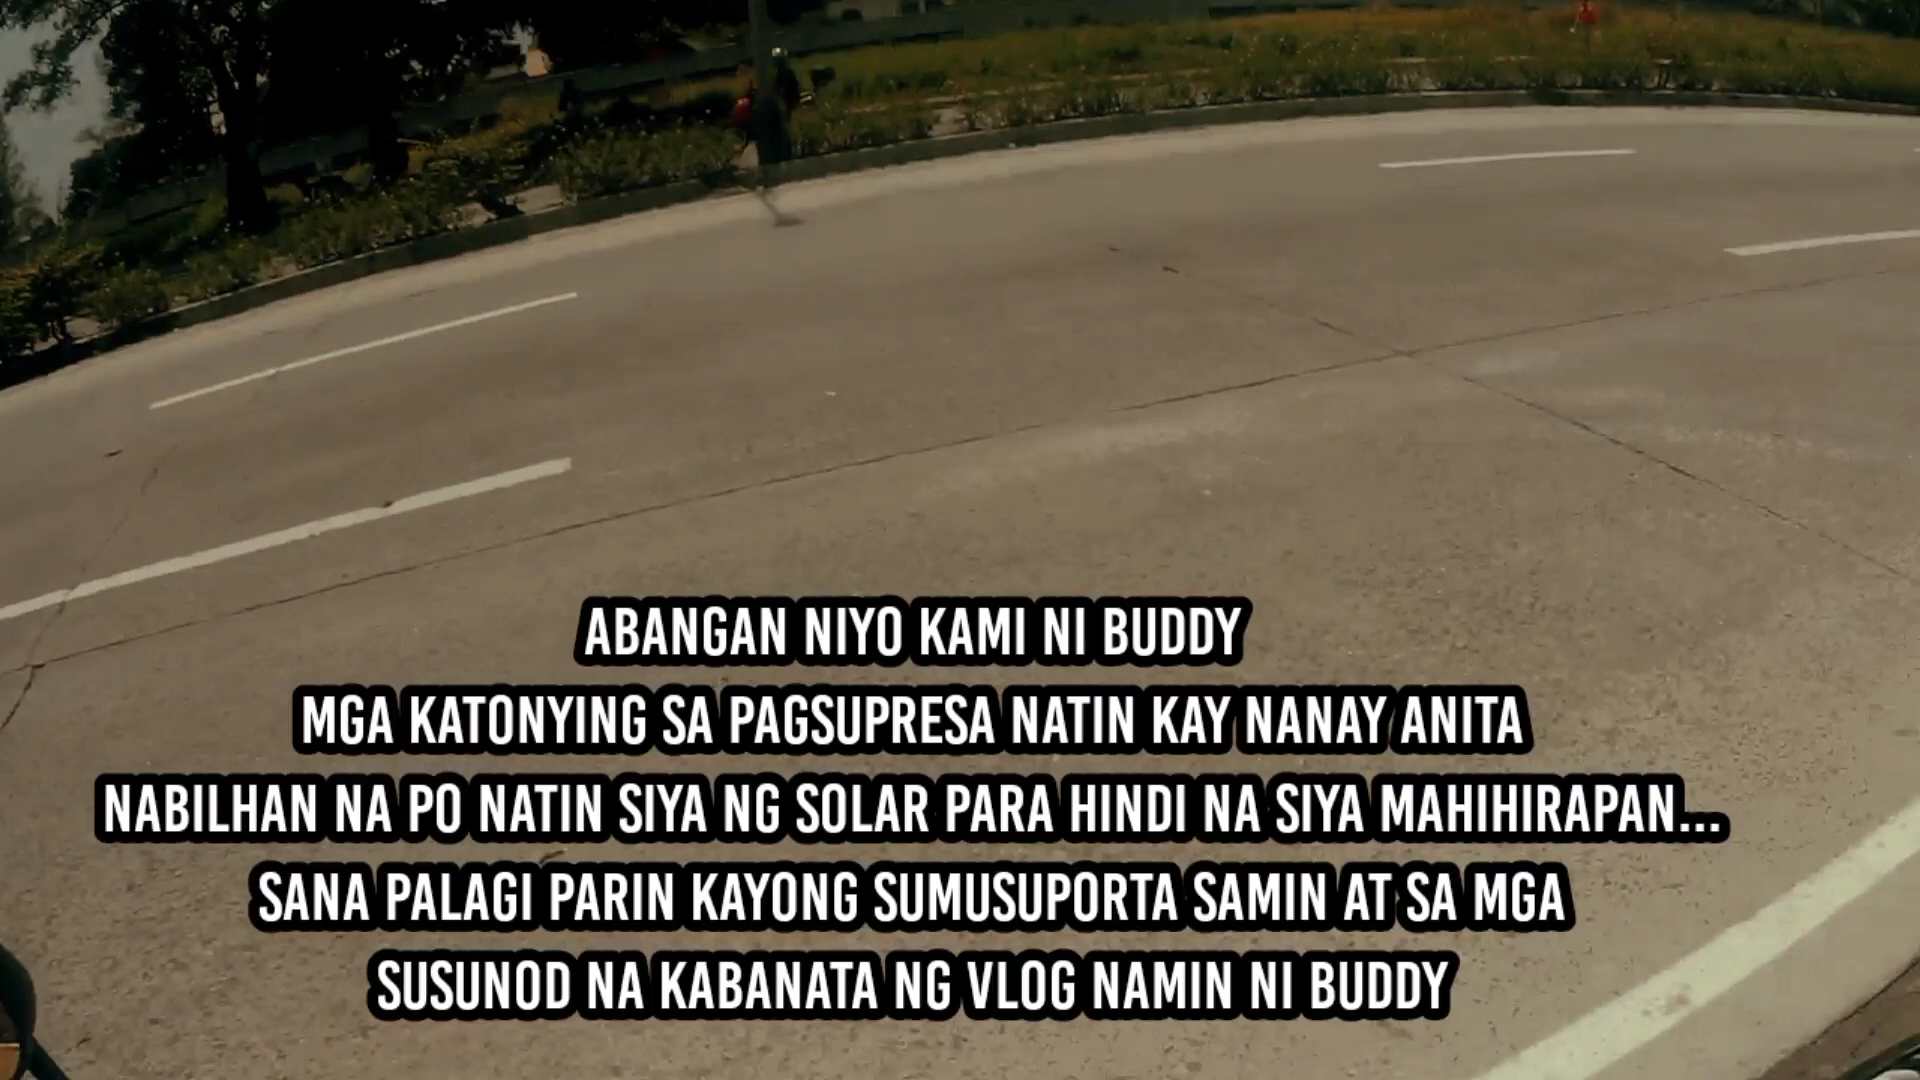 ABANGAN NIYO KAMI NI BUDDY
MGA KATONYING SA PAGSUPRESA NATIN KAY NANAY ANITA
NABILHAN NA PO NATIN SIYA NG SOLAR PARA HINDI NA SIYA MAHIHIRAPAN...
SANA PALAGI PARIN KAYONG SUMUSUPORTA SAMIN AT SA MGA
SUSUNOD NA KABANATA NG VLOG NAMIN NI BUDDY